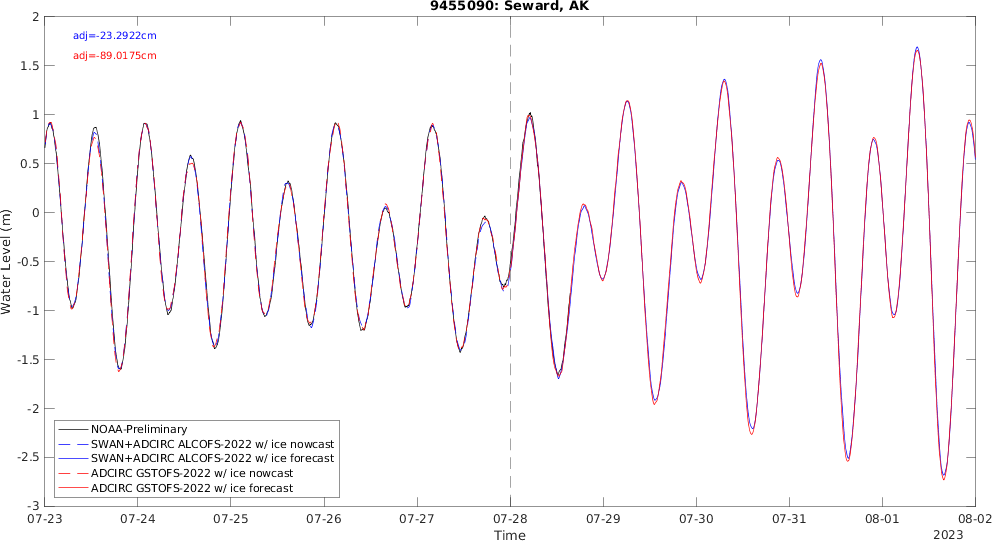 9455090: Seward, AK
adj=-23.2922cm
adj=-89.0175cm
2
1.5
1
0.5
0
-0.5
-1
-1.5
-2
-2.5
-3
Water Level (m)
NOAA-Preliminary
SWAN+ADCIRC ALCOFS-2022 w/ ice nowcast
SWAN+ADCIRC ALCOFS-2022 w/ ice forecast
ADCIRC GSTOFS-2022 w/ ice nowcast
ADCIRC GSTOFS-2022 w/ ice forecast
07-23 07-24 07-25 07-26 07-27 07-28 07-29 07-30 07-31 08-01 08-02
Time
2023